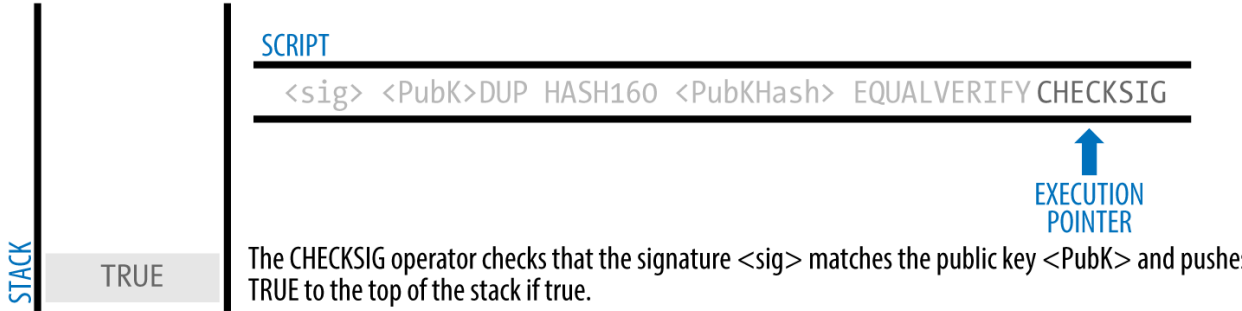 SCRIPT
<sig> <PubK>DUP HASH160 <PubKHash> EQUALVERIFY CHECKSIG
EXECUTION
POINTER
STACK
TRUE
The CHECKSIG operator checks that the signature <sig> matches the public key <PubK> and pushes
TRUE to the top of the stack if true.